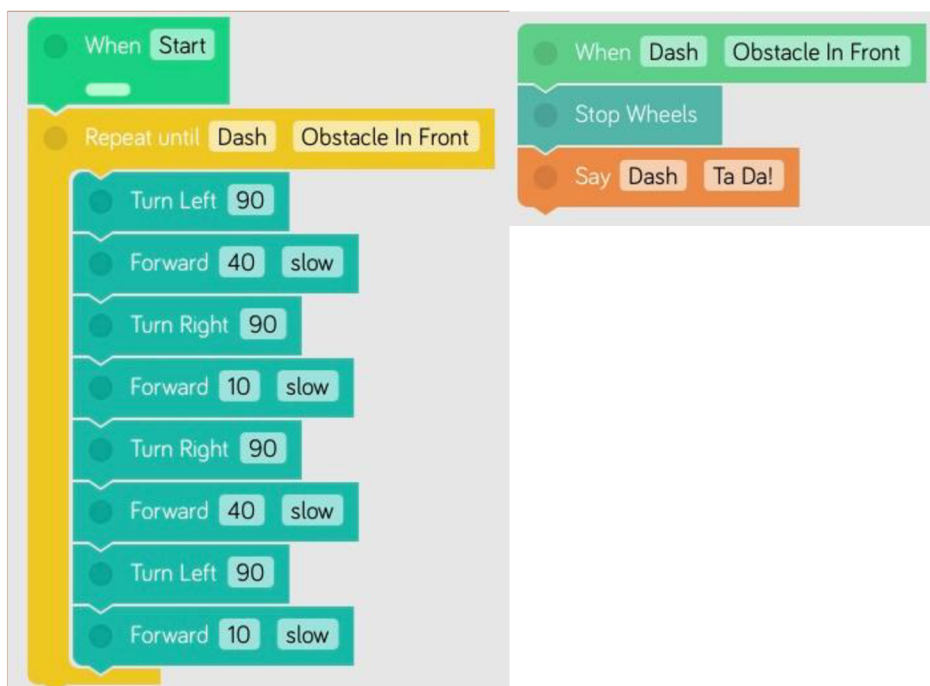 When Start
Repeat until Dash Obstacle In Front
Turn Left 90
Forward 40 slow
Turn Right 90
Forward 10 slow
Turn Right 90
Forward 40 slow
Turn Left 90
Forward 10 slow
When Dash Obstacle In Front
Stop Wheels
Say Dash Ta Da!